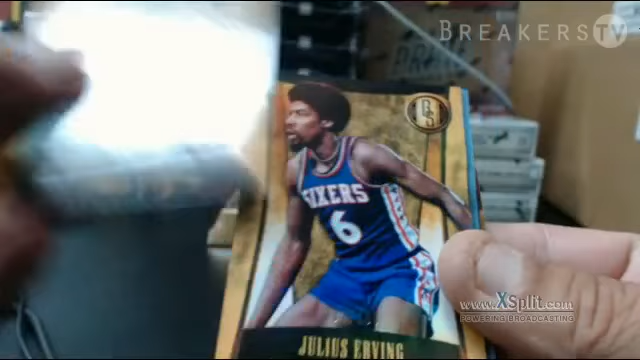 BREAKERSTV
SIXERS
6
JULIUS ERVING
www.XSplit.com
POWERING BROADCASTING